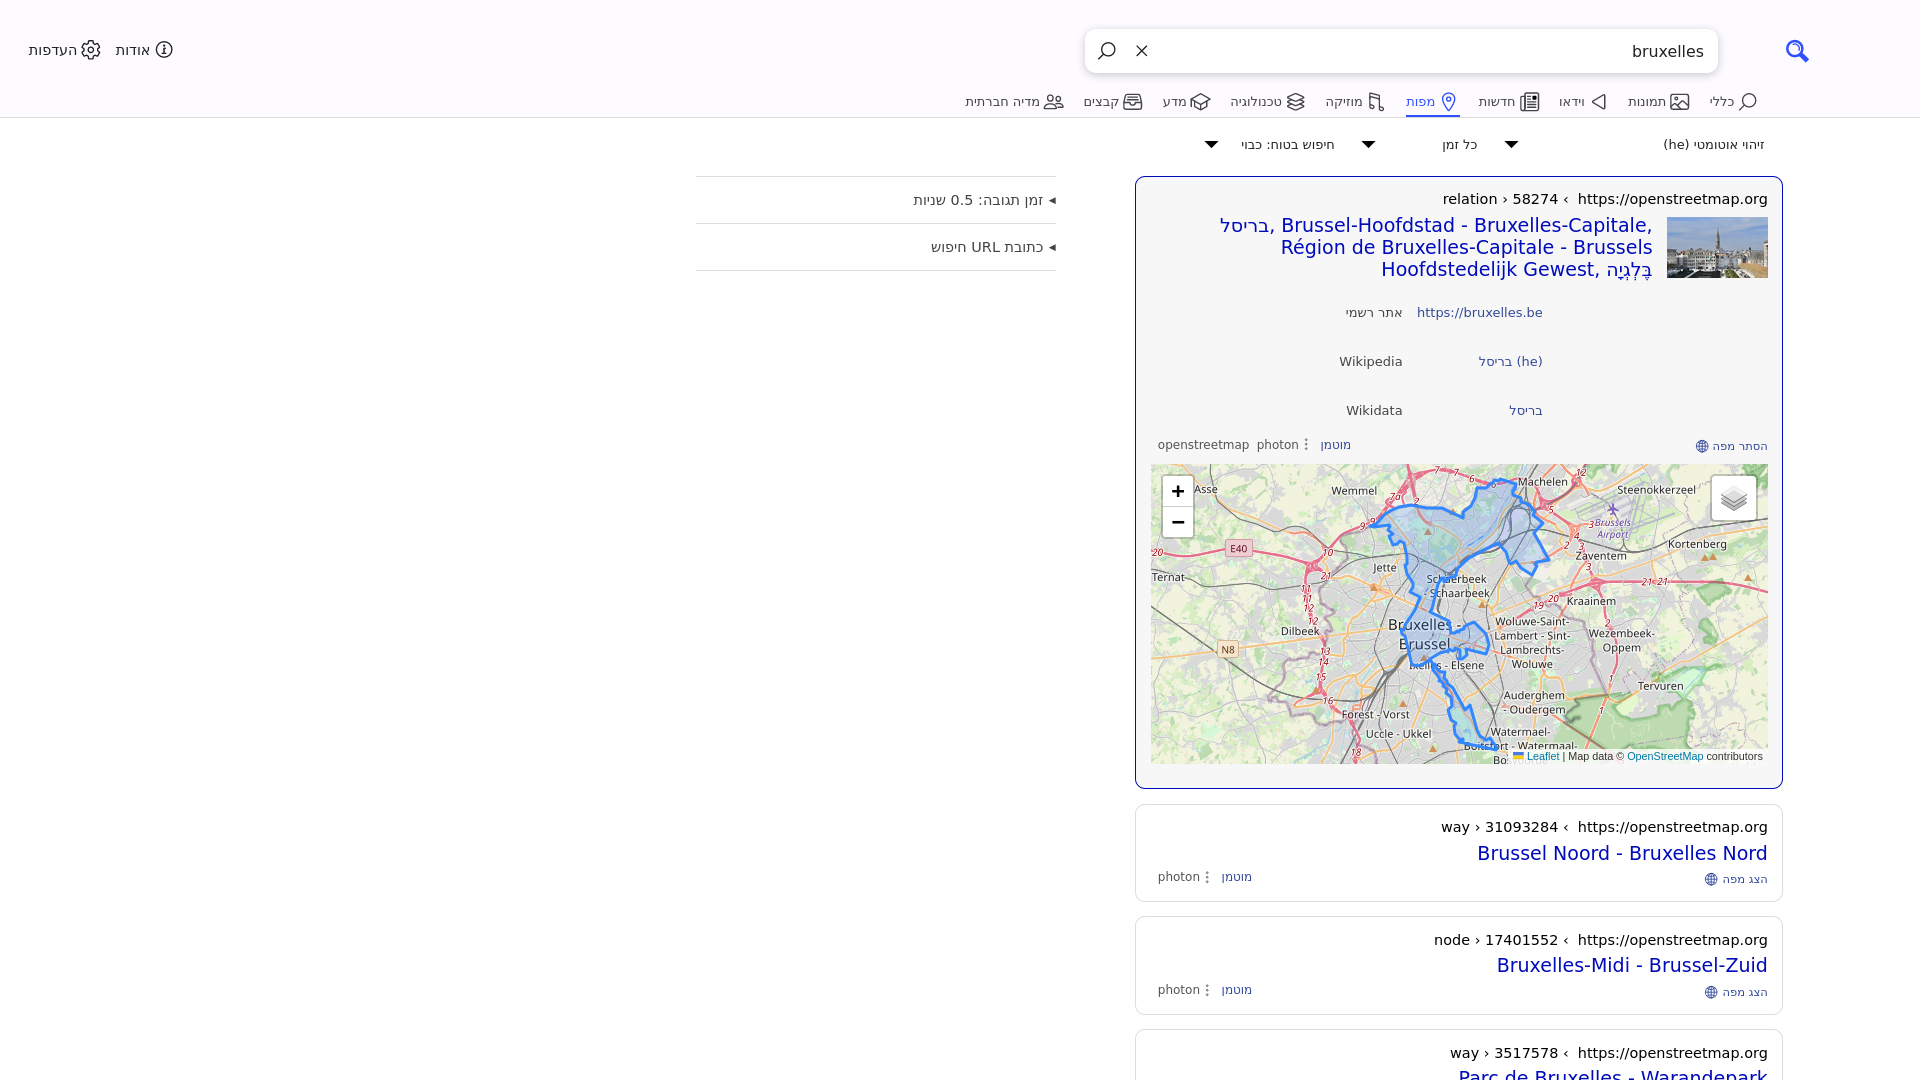 bruxelles
אודות
העדפות
כללי
תמונות
וידאו
חדשות
מפות
מוזיקה
טכנולוגיה
מדע
קבצים
מדיה חברתית
זיהוי אוטומטי (he)
כל זמן
חיפוש בטוח: כבוי
https://openstreetmap.org › relation › 58274
בריסל, Brussel-Hoofdstad - Bruxelles-Capitale,
Région de Bruxelles-Capitale - Brussels
Hoofdstedelijk Gewest, בֶּלְגְיָה
אתר רשמי https://bruxelles.be
Wikipedia בריסל (he)
Wikidata בריסל
openstreetmap photon מוטמן
הסתר מפה
+
−
Asse
Wemmel
Machelen
Steenokkerzeel
Brussels
Airport
Kortenberg
Zaventem
E40
Ternat
Jette
Schaerbeek
- Schaarbeek
Kraainem
Dilbeek
Bruxelles -
Brussel
Woluwe-Saint-
Lambert - Sint-
Lambrechts-
Woluwe
Wezembeek-
Oppem
N8
Ixelles - Elsene
Tervuren
Auderghem
- Oudergem
Forest - Vorst
Uccle - Ukkel
Watermael-
Boitsfort - Watermaal-
Leaflet | Map data © OpenStreetMap contributors
https://openstreetmap.org › way › 31093284
Brussel Noord - Bruxelles Nord
photon מוטמן
הצג מפה
https://openstreetmap.org › node › 17401552
Bruxelles-Midi - Brussel-Zuid
photon מוטמן
הצג מפה
https://openstreetmap.org › way › 3517578
Parc de Bruxelles - Warandepark
זמן תגובה: 0.5 שניות
כתובת URL חיפוש